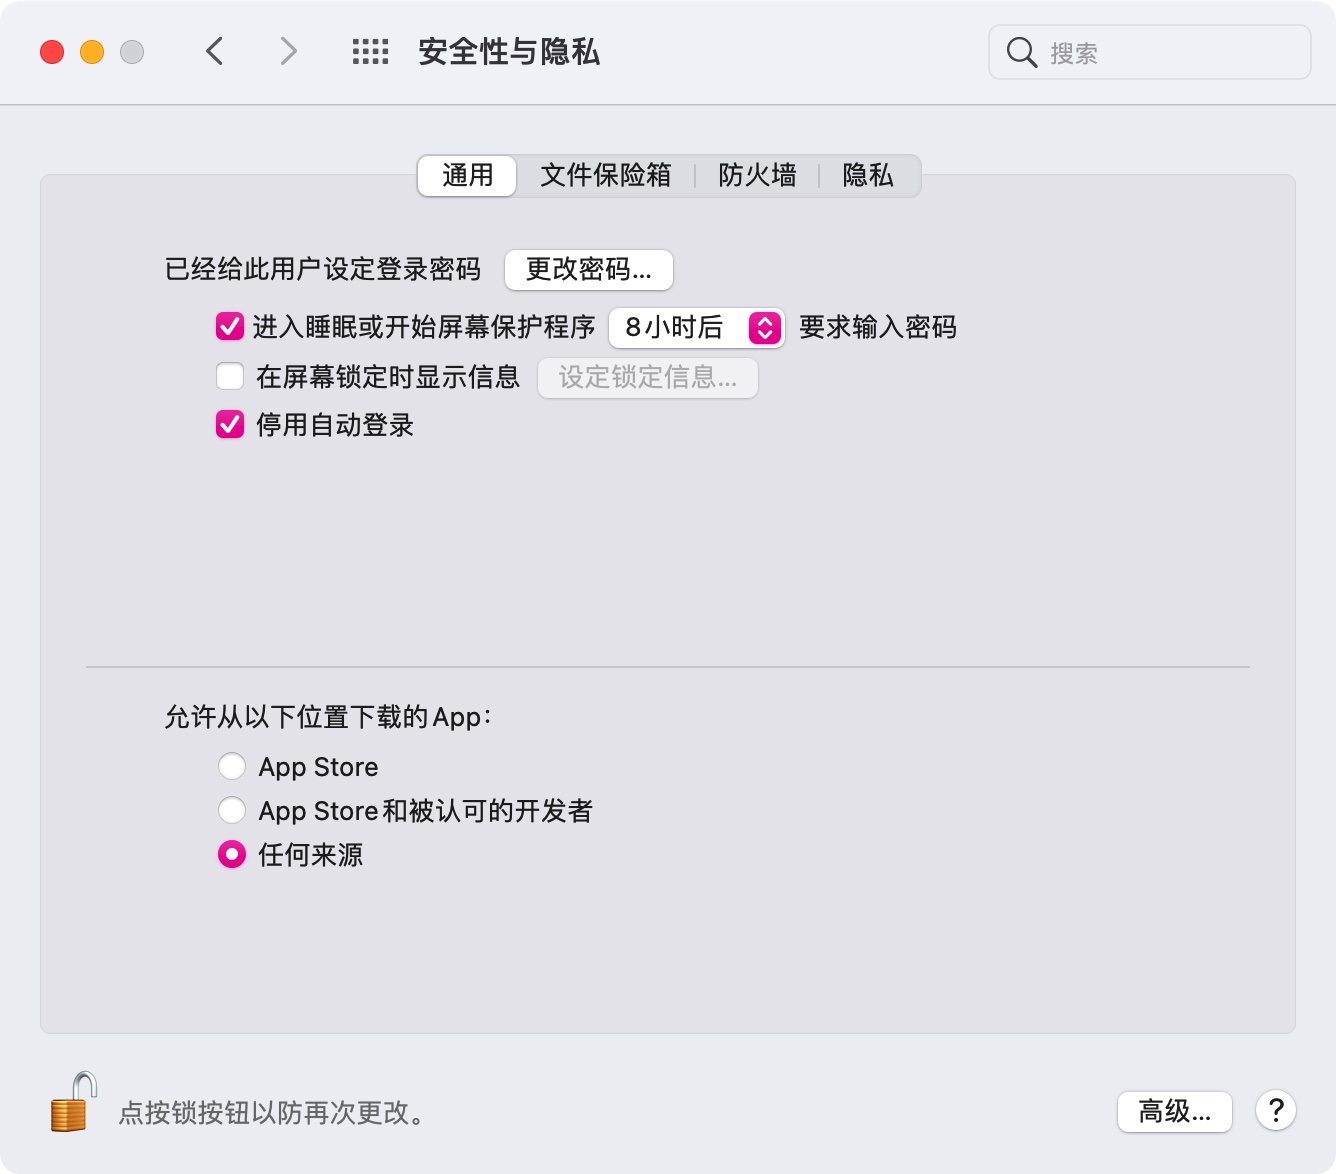 安全性与隐私
搜索
通用 文件保险箱 防火墙 隐私
已经给此用户设定登录密码 更改密码...
进入睡眠或开始屏幕保护程序 8小时后 要求输入密码
在屏幕锁定时显示信息 设定锁定信息...
停用自动登录
允许从以下位置下载的App：
App Store
App Store和被认可的开发者
任何来源
点按锁按钮以防再次更改。
高级... ?